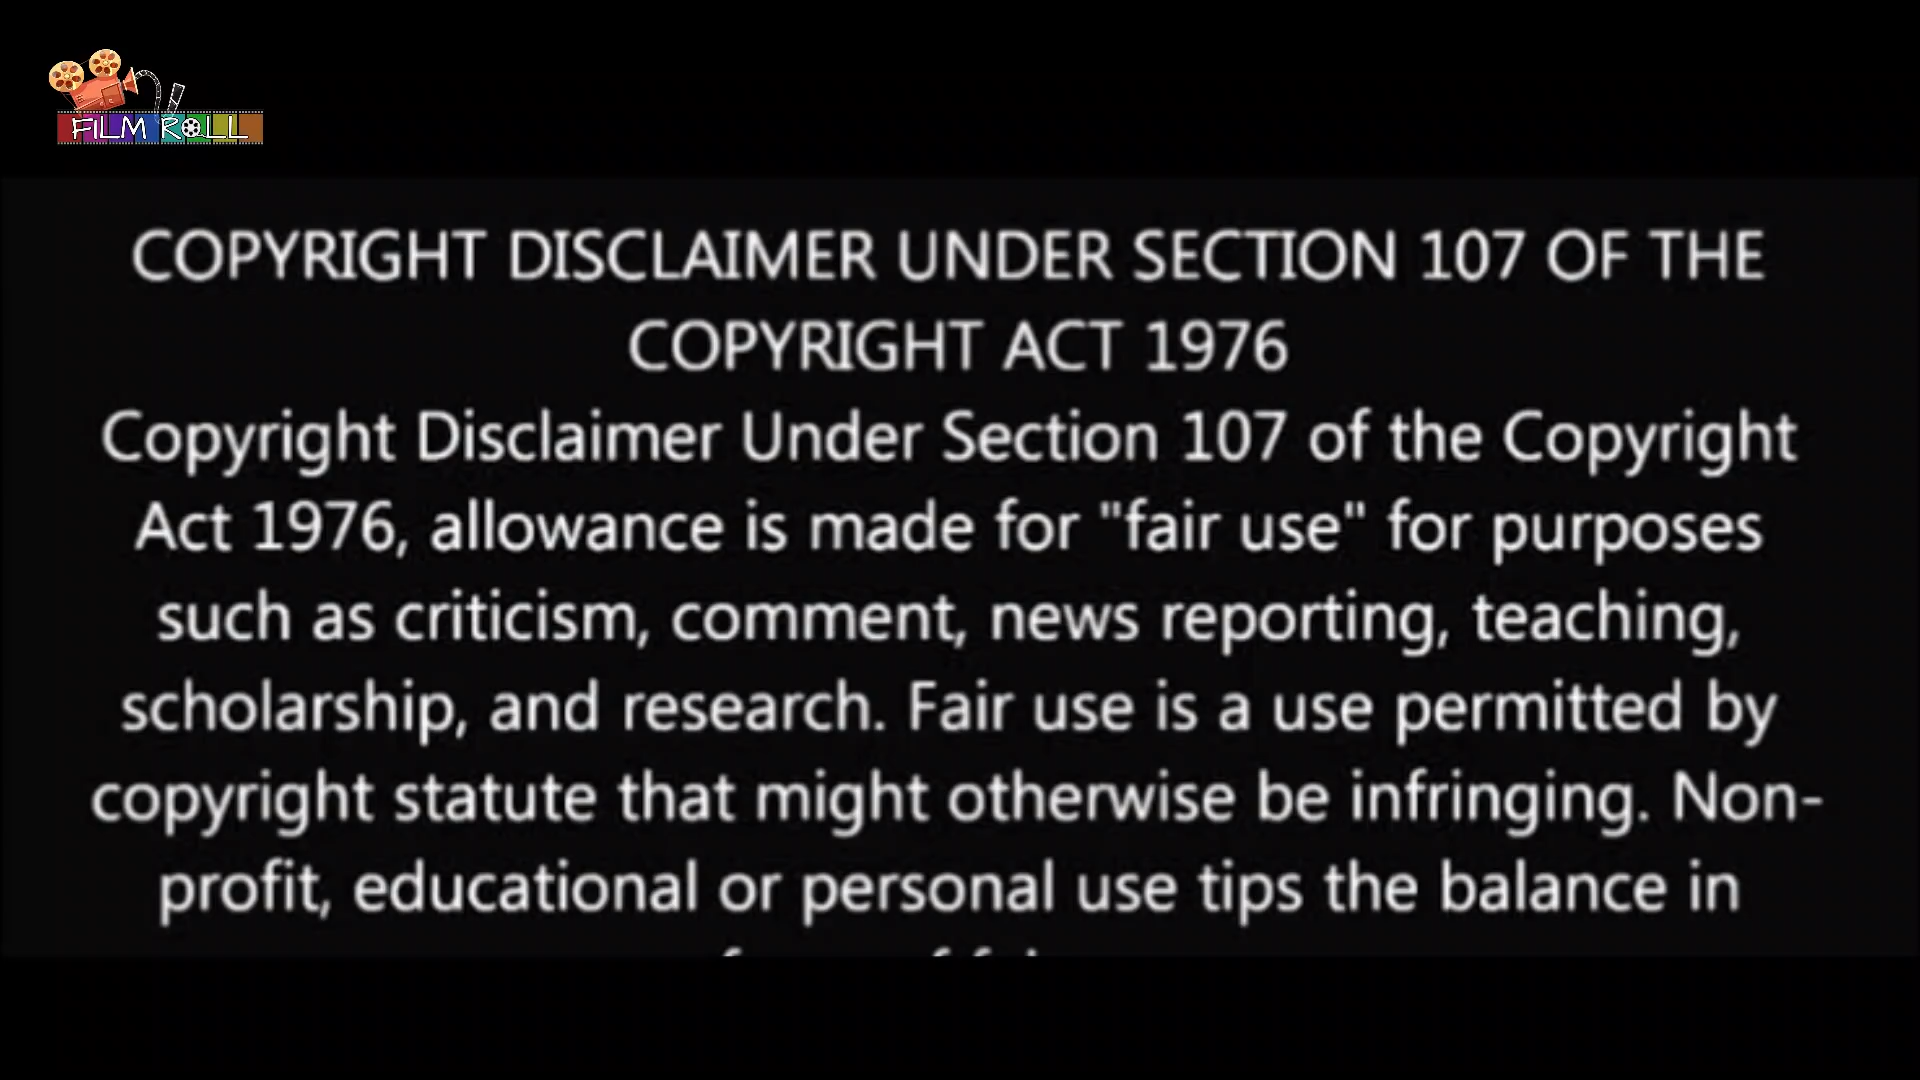 FILM ROLL
COPYRIGHT DISCLAIMER UNDER SECTION 107 OF THE
COPYRIGHT ACT 1976
Copyright Disclaimer Under Section 107 of the Copyright
Act 1976, allowance is made for "fair use" for purposes
such as criticism, comment, news reporting, teaching,
scholarship, and research. Fair use is a use permitted by
copyright statute that might otherwise be infringing. Non-
profit, educational or personal use tips the balance in